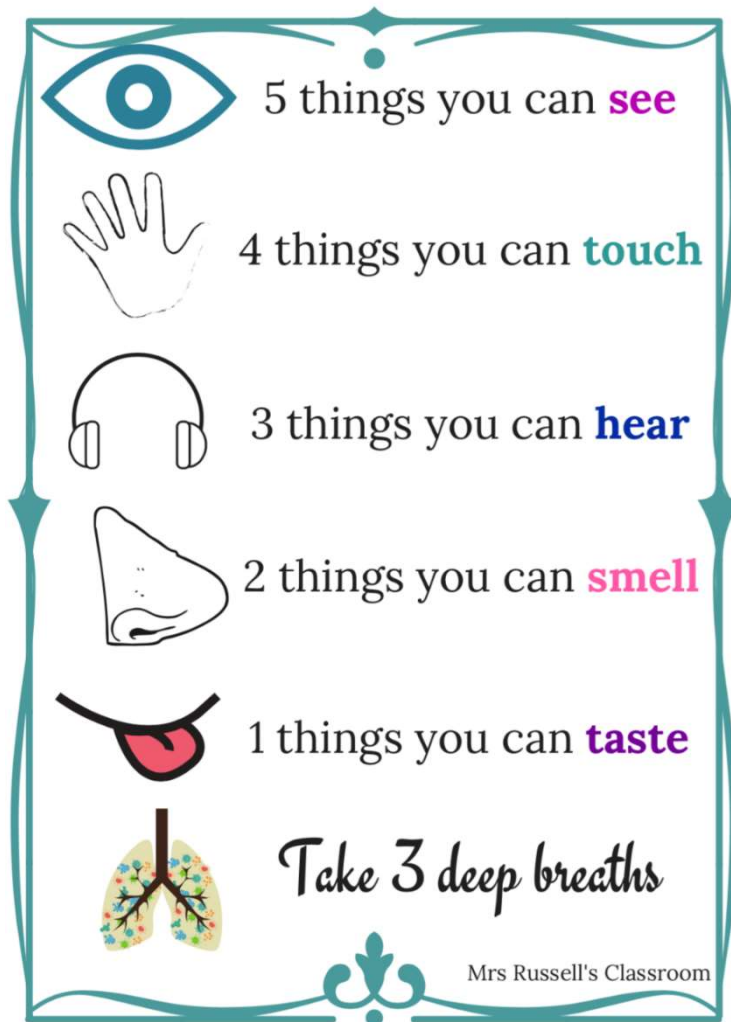 5 things you can see
4 things you can touch
3 things you can hear
2 things you can smell
1 things you can taste
Take 3 deep breaths
Mrs Russell's Classroom